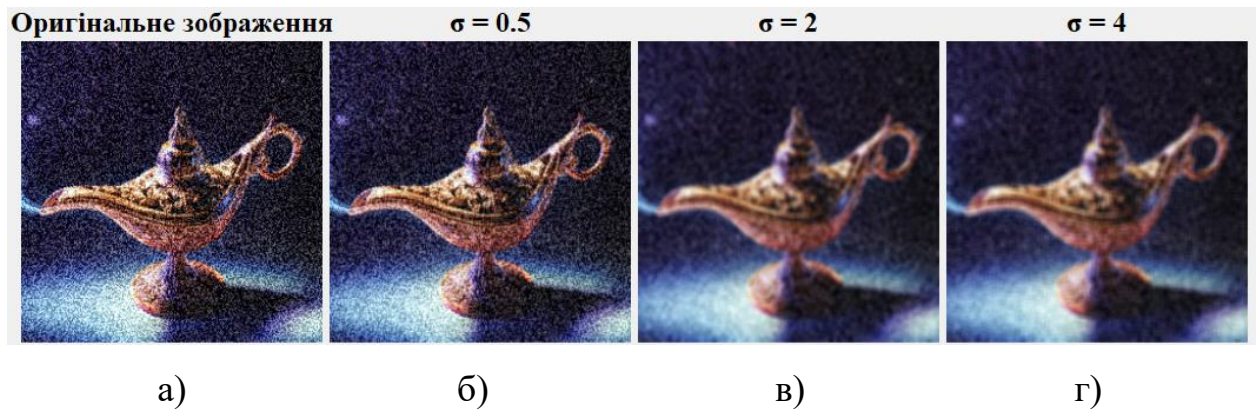 Оригінальне зображення σ = 0.5 σ = 2 σ = 4
а) б) в) г)